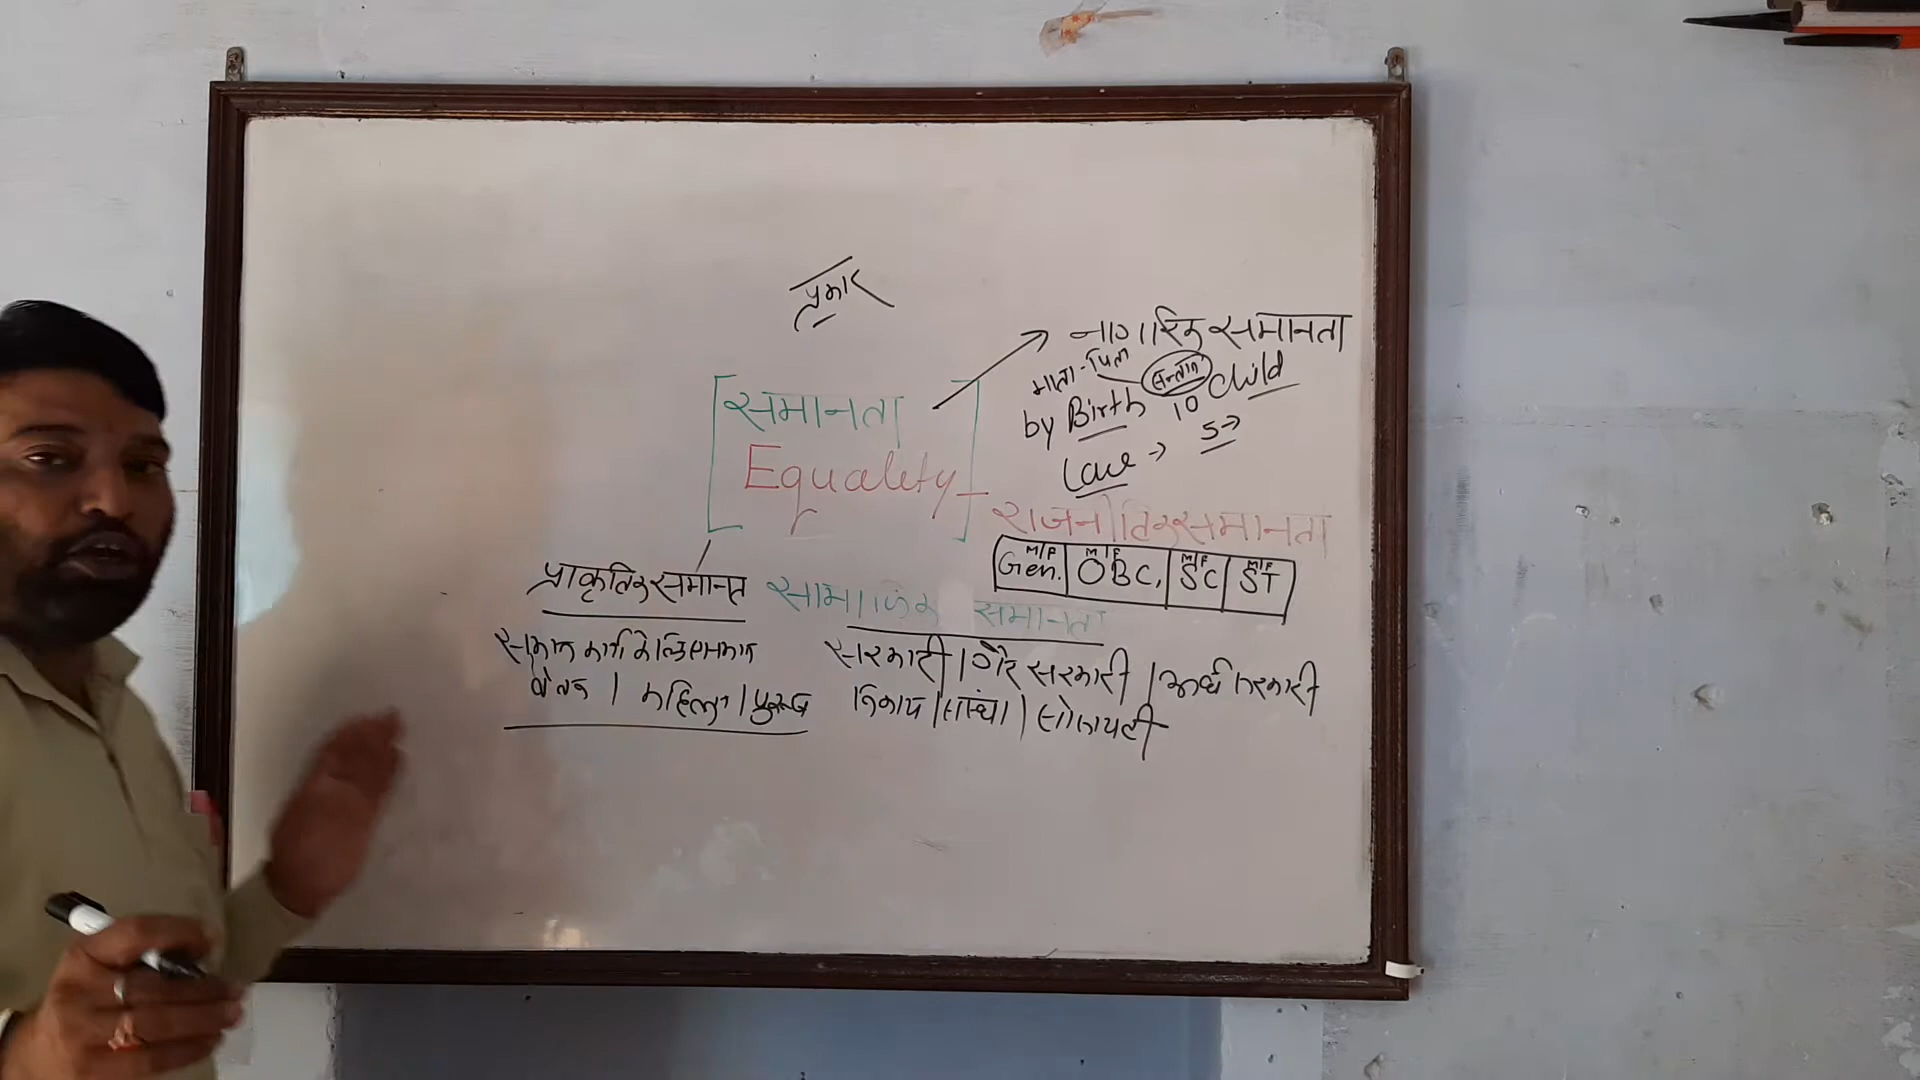 प्रकार
नागरिक समानता
माता-पिता सन्तान
by Birth 10 Child
5→
Law →
समानता
Equality
राजनीतिक समानता
M/F M/F M/F M/F
Gen. OBC, SC ST
प्राकृतिक समानता
सामाजिक समानता
समान कार्य के लिए समान
वेतन | महिला | पुरूष
सरकारी | गैर सरकारी | अर्ध सरकारी
निकाय | संस्था | सोसायटी